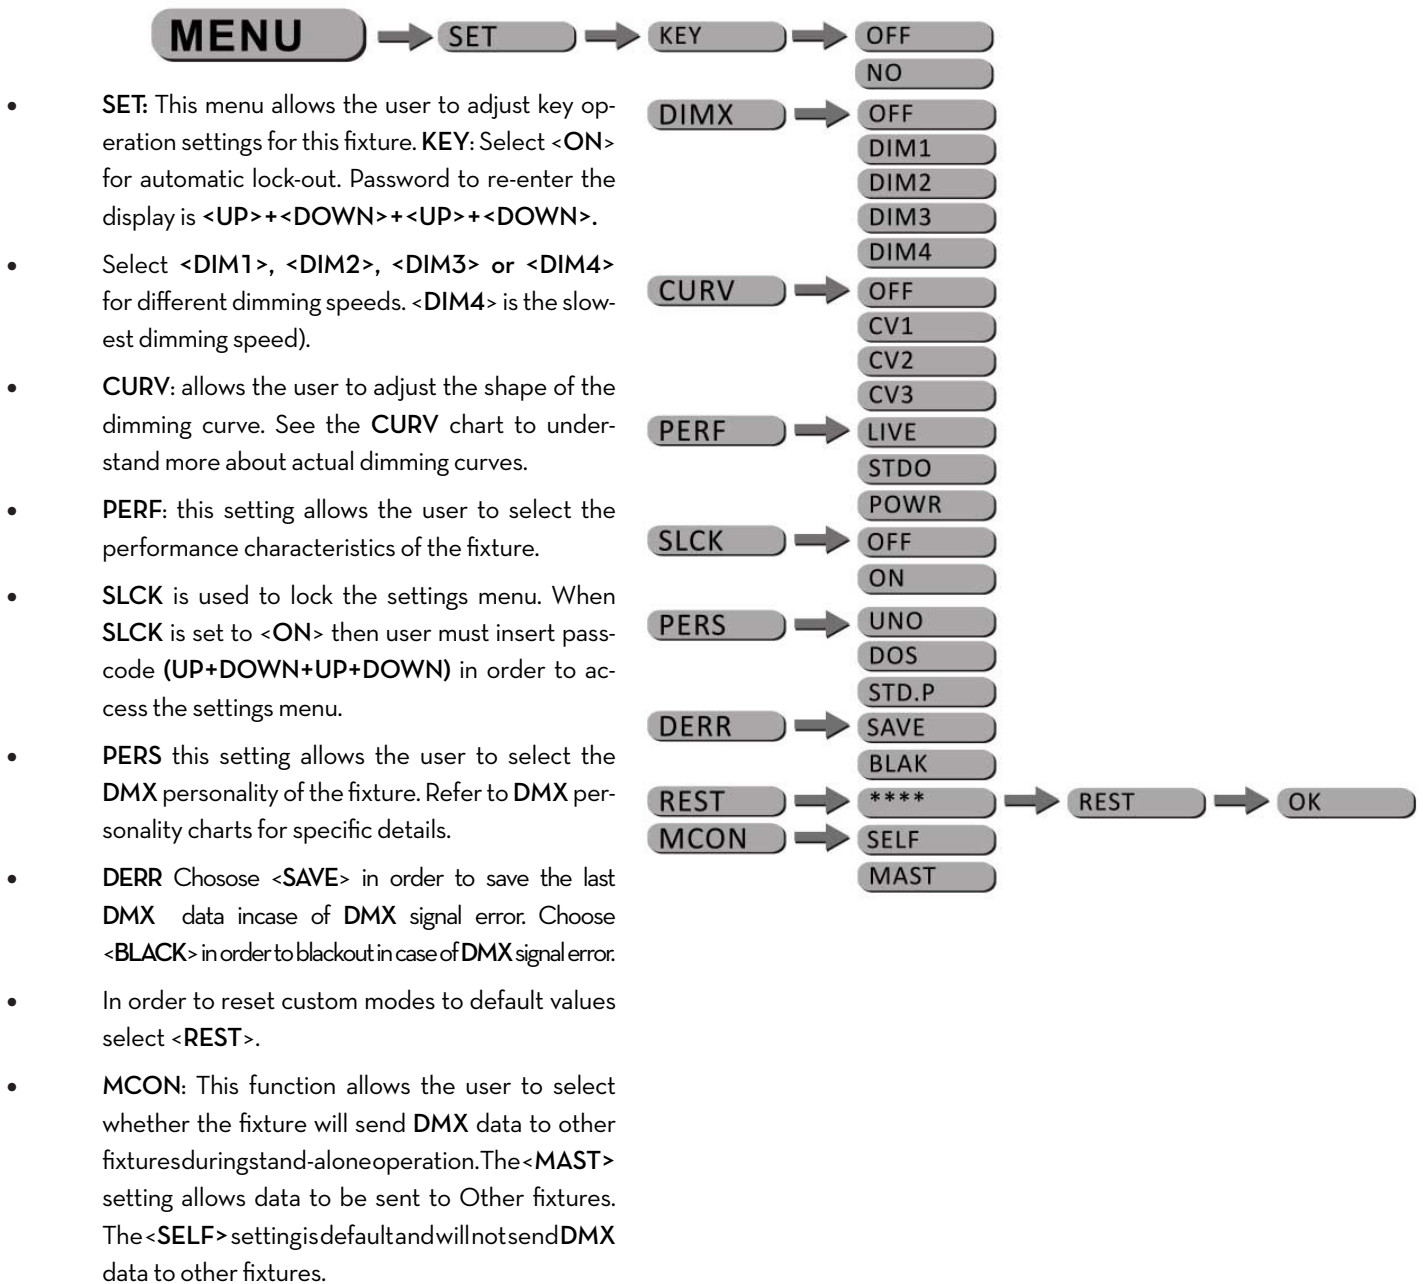 MENU SET KEY OFF
NO
• SET: This menu allows the user to adjust key op-
eration settings for this fixture. KEY: Select <ON>
for automatic lock-out. Password to re-enter the
display is <UP>+<DOWN>+<UP>+<DOWN>.
• Select <DIM1>, <DIM2>, <DIM3> or <DIM4>
for different dimming speeds. <DIM4> is the slow-
est dimming speed).
• CURV: allows the user to adjust the shape of the
dimming curve. See the CURV chart to under-
stand more about actual dimming curves.
• PERF: this setting allows the user to select the
performance characteristics of the fixture.
• SLCK is used to lock the settings menu. When
SLCK is set to <ON> then user must insert pass-
code (UP+DOWN+UP+DOWN) in order to ac-
cess the settings menu.
• PERS this setting allows the user to select the
DMX personality of the fixture. Refer to DMX per-
sonality charts for specific details.
• DERR Chosose <SAVE> in order to save the last
DMX data incase of DMX signal error. Choose
<BLACK> in order to blackout in case of DMX signal error.
• In order to reset custom modes to default values
select <REST>.
• MCON: This function allows the user to select
whether the fixture will send DMX data to other
fixtures during stand-alone operation. The <MAST>
setting allows data to be sent to Other fixtures.
The <SELF> setting is default and will not send DMX
data to other fixtures.
DIMX OFF
DIM1
DIM2
DIM3
DIM4
CURV OFF
CV1
CV2
CV3
PERF LIVE
STDO
POWR
SLCK OFF
ON
PERS UNO
DOS
STD.P
DERR SAVE
BLAK
REST **** REST OK
MCON SELF
MAST